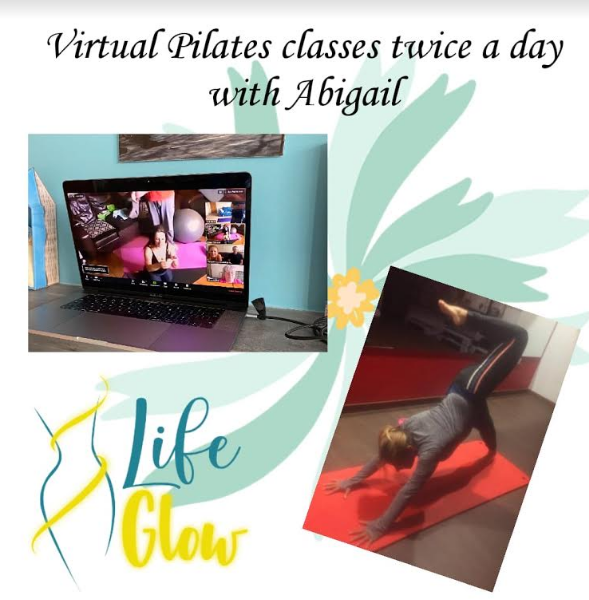 Virtual Pilates classes twice a day
with Abigail
Life
Glow